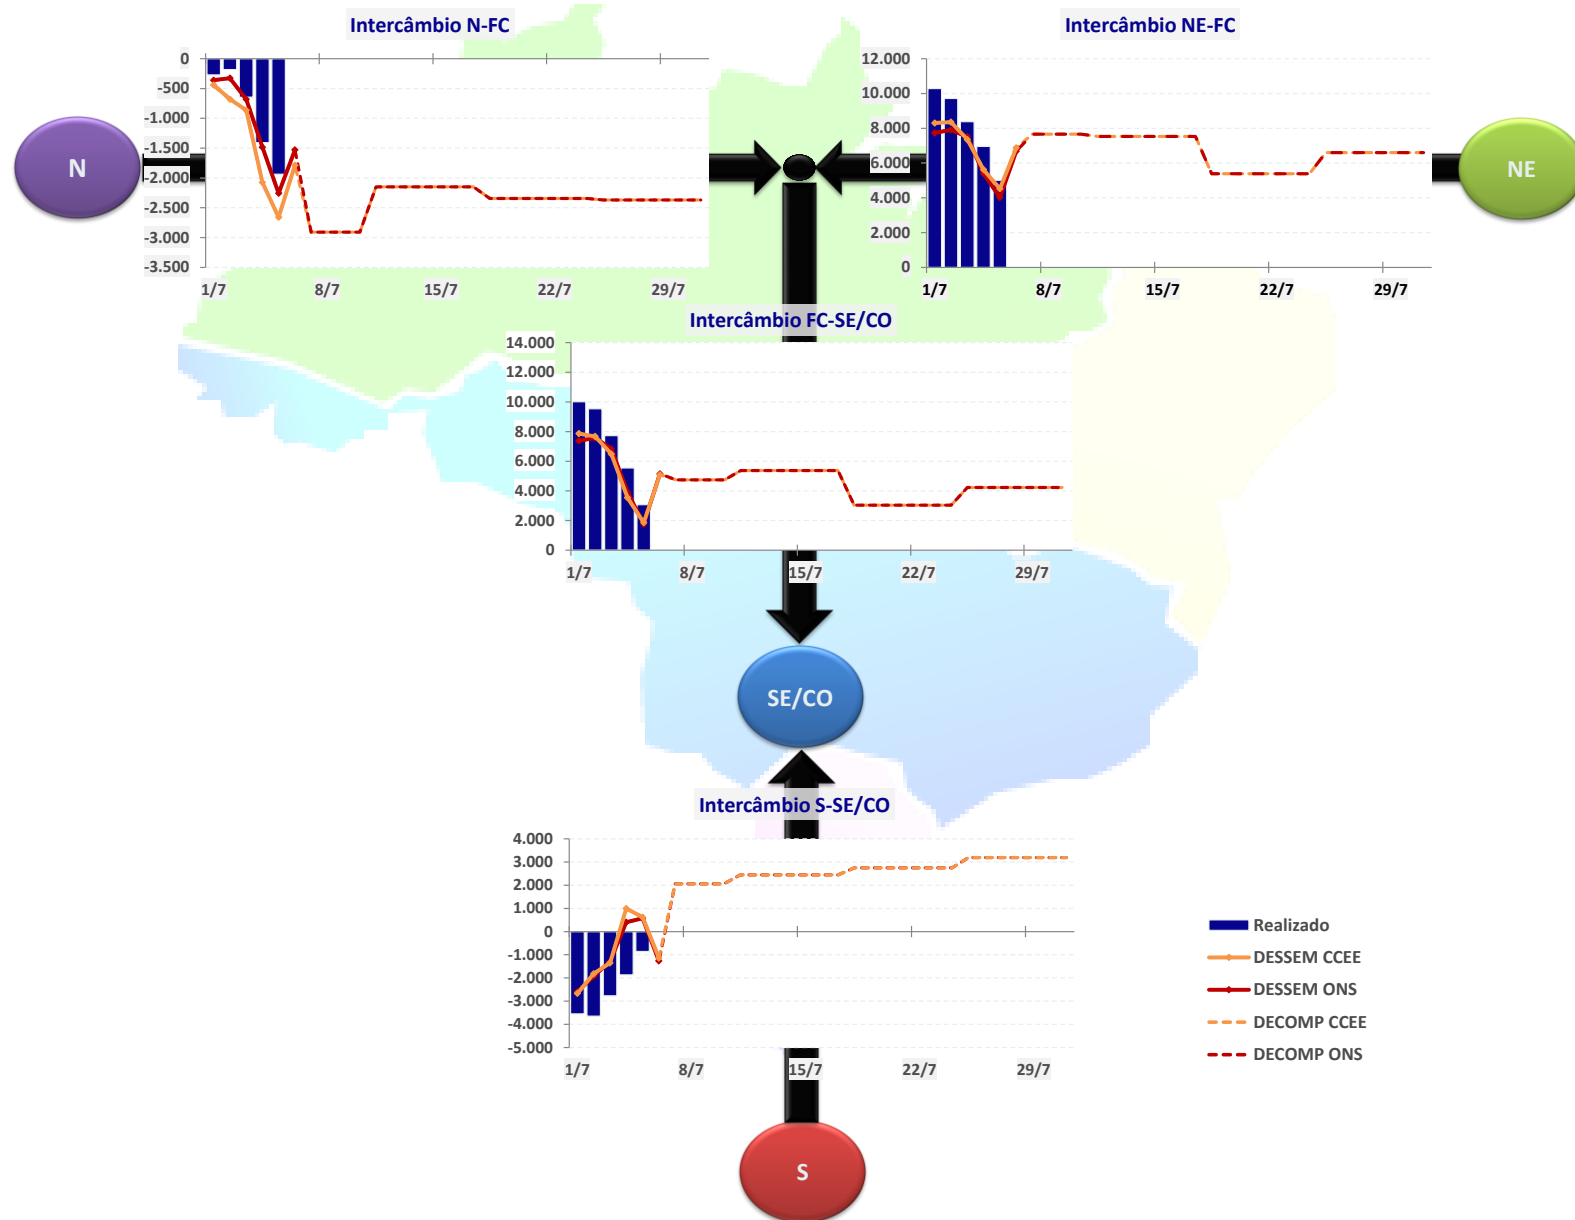 Intercâmbio N-FC
0
-500
-1.000
-1.500
-2.000
-2.500
-3.000
-3.500
1/7 8/7 15/7 22/7 29/7
N
Intercâmbio NE-FC
12.000
10.000
8.000
6.000
4.000
2.000
0
1/7 8/7 15/7 22/7 29/7
NE
Intercâmbio FC-SE/CO
14.000
12.000
10.000
8.000
6.000
4.000
2.000
0
1/7 8/7 15/7 22/7 29/7
SE/CO
Intercâmbio S-SE/CO
4.000
3.000
2.000
1.000
0
-1.000
-2.000
-3.000
-4.000
-5.000
1/7 8/7 15/7 22/7 29/7
Realizado
DESSEM CCEE
DESSEM ONS
DECOMP CCEE
DECOMP ONS
S